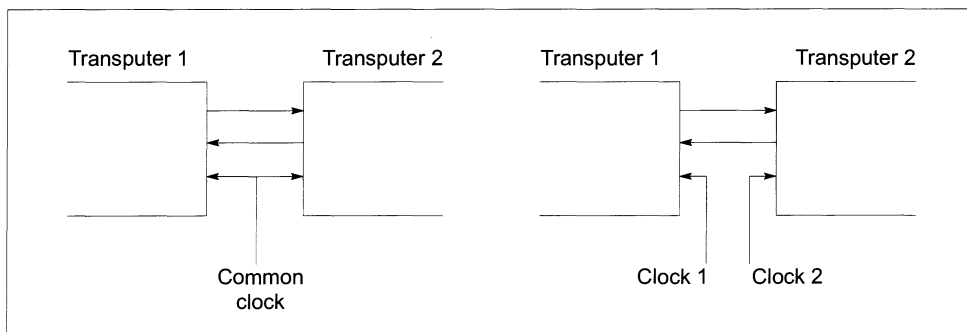 Transputer 1
Transputer 2
Common
clock
Transputer 1
Transputer 2
Clock 1
Clock 2